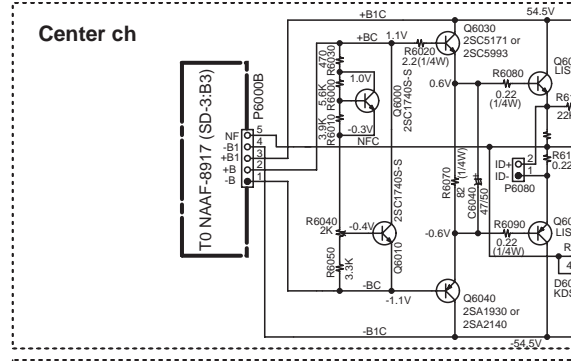 Center ch
T0 NAAF-8917 (SD-3:B3)
P6000B
NF
-B1
+B1
+B
-B
5
4
3
2
1
+B1C
+BC
1.1V
R6030
470
R6000
5.6K
R6010
3.9K
1.0V
-0.3V
NFC
Q6000
2SC1740S-S
R6020
2.2(1/4W)
Q6030
2SC5171 or
2SC5993
54.5V
0.6V
R6080
0.22
(1/4W)
R6070
82
(1/4W)
C6040
47/50
+
ID+
ID-
2
1
P6080
R6040
2K
-0.4V
2SC1740S-S
Q6010
R6050
3.3K
-0.6V
R6090
0.22
(1/4W)
-BC
-1.1V
Q6040
2SA1930 or
2SA2140
-B1C
-54.5V
0.22